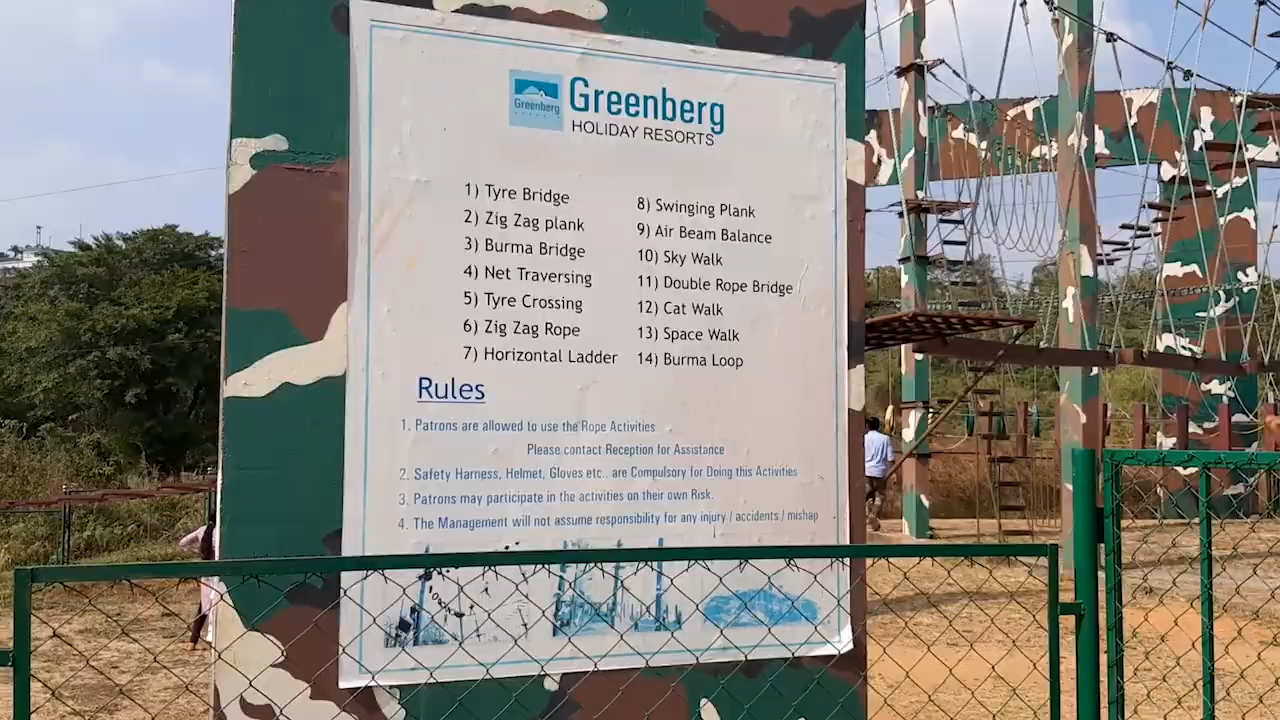 Greenberg
Greenberg
HOLIDAY RESORTS
1) Tyre Bridge
2) Zig Zag plank
3) Burma Bridge
4) Net Traversing
5) Tyre Crossing
6) Zig Zag Rope
7) Horizontal Ladder
8) Swinging Plank
9) Air Beam Balance
10) Sky Walk
11) Double Rope Bridge
12) Cat Walk
13) Space Walk
14) Burma Loop
Rules
1. Patrons are allowed to use the Rope Activities
Please contact Reception for Assistance
2. Safety Harness, Helmet, Gloves etc.. are Compulsory for Doing this Activities
3. Patrons may participate in the activities on their own Risk.
4. The Management will not assume responsibility for any injury / accidents / mishap